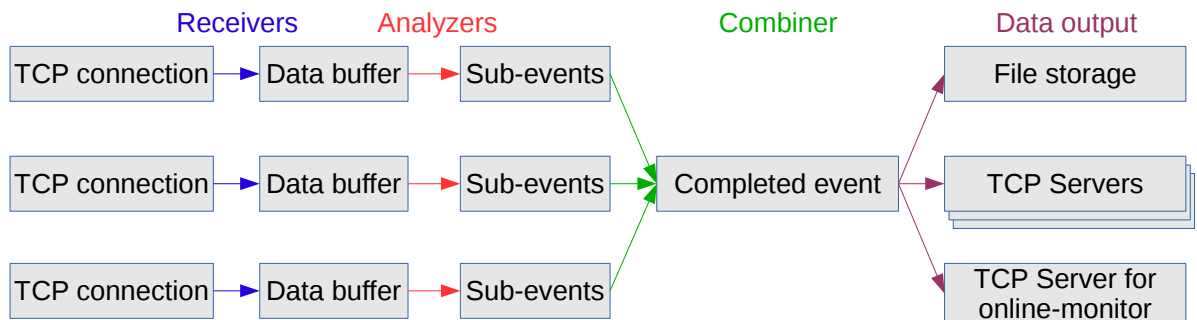 Receivers Analyzers Combiner Data output
TCP connection Data buffer Sub-events File storage
TCP connection Data buffer Sub-events Completed event TCP Servers
TCP connection Data buffer Sub-events TCP Server for
online-monitor